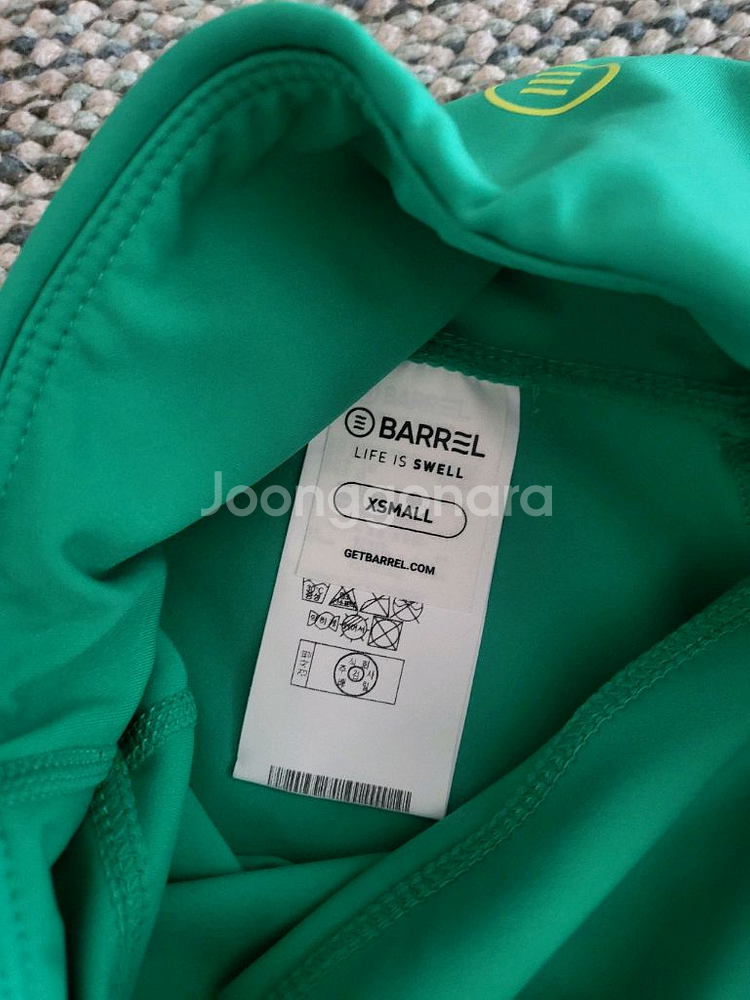 BARREL
LIFE IS SWELL
Joonggonara
XSMALL
GETBARREL.COM